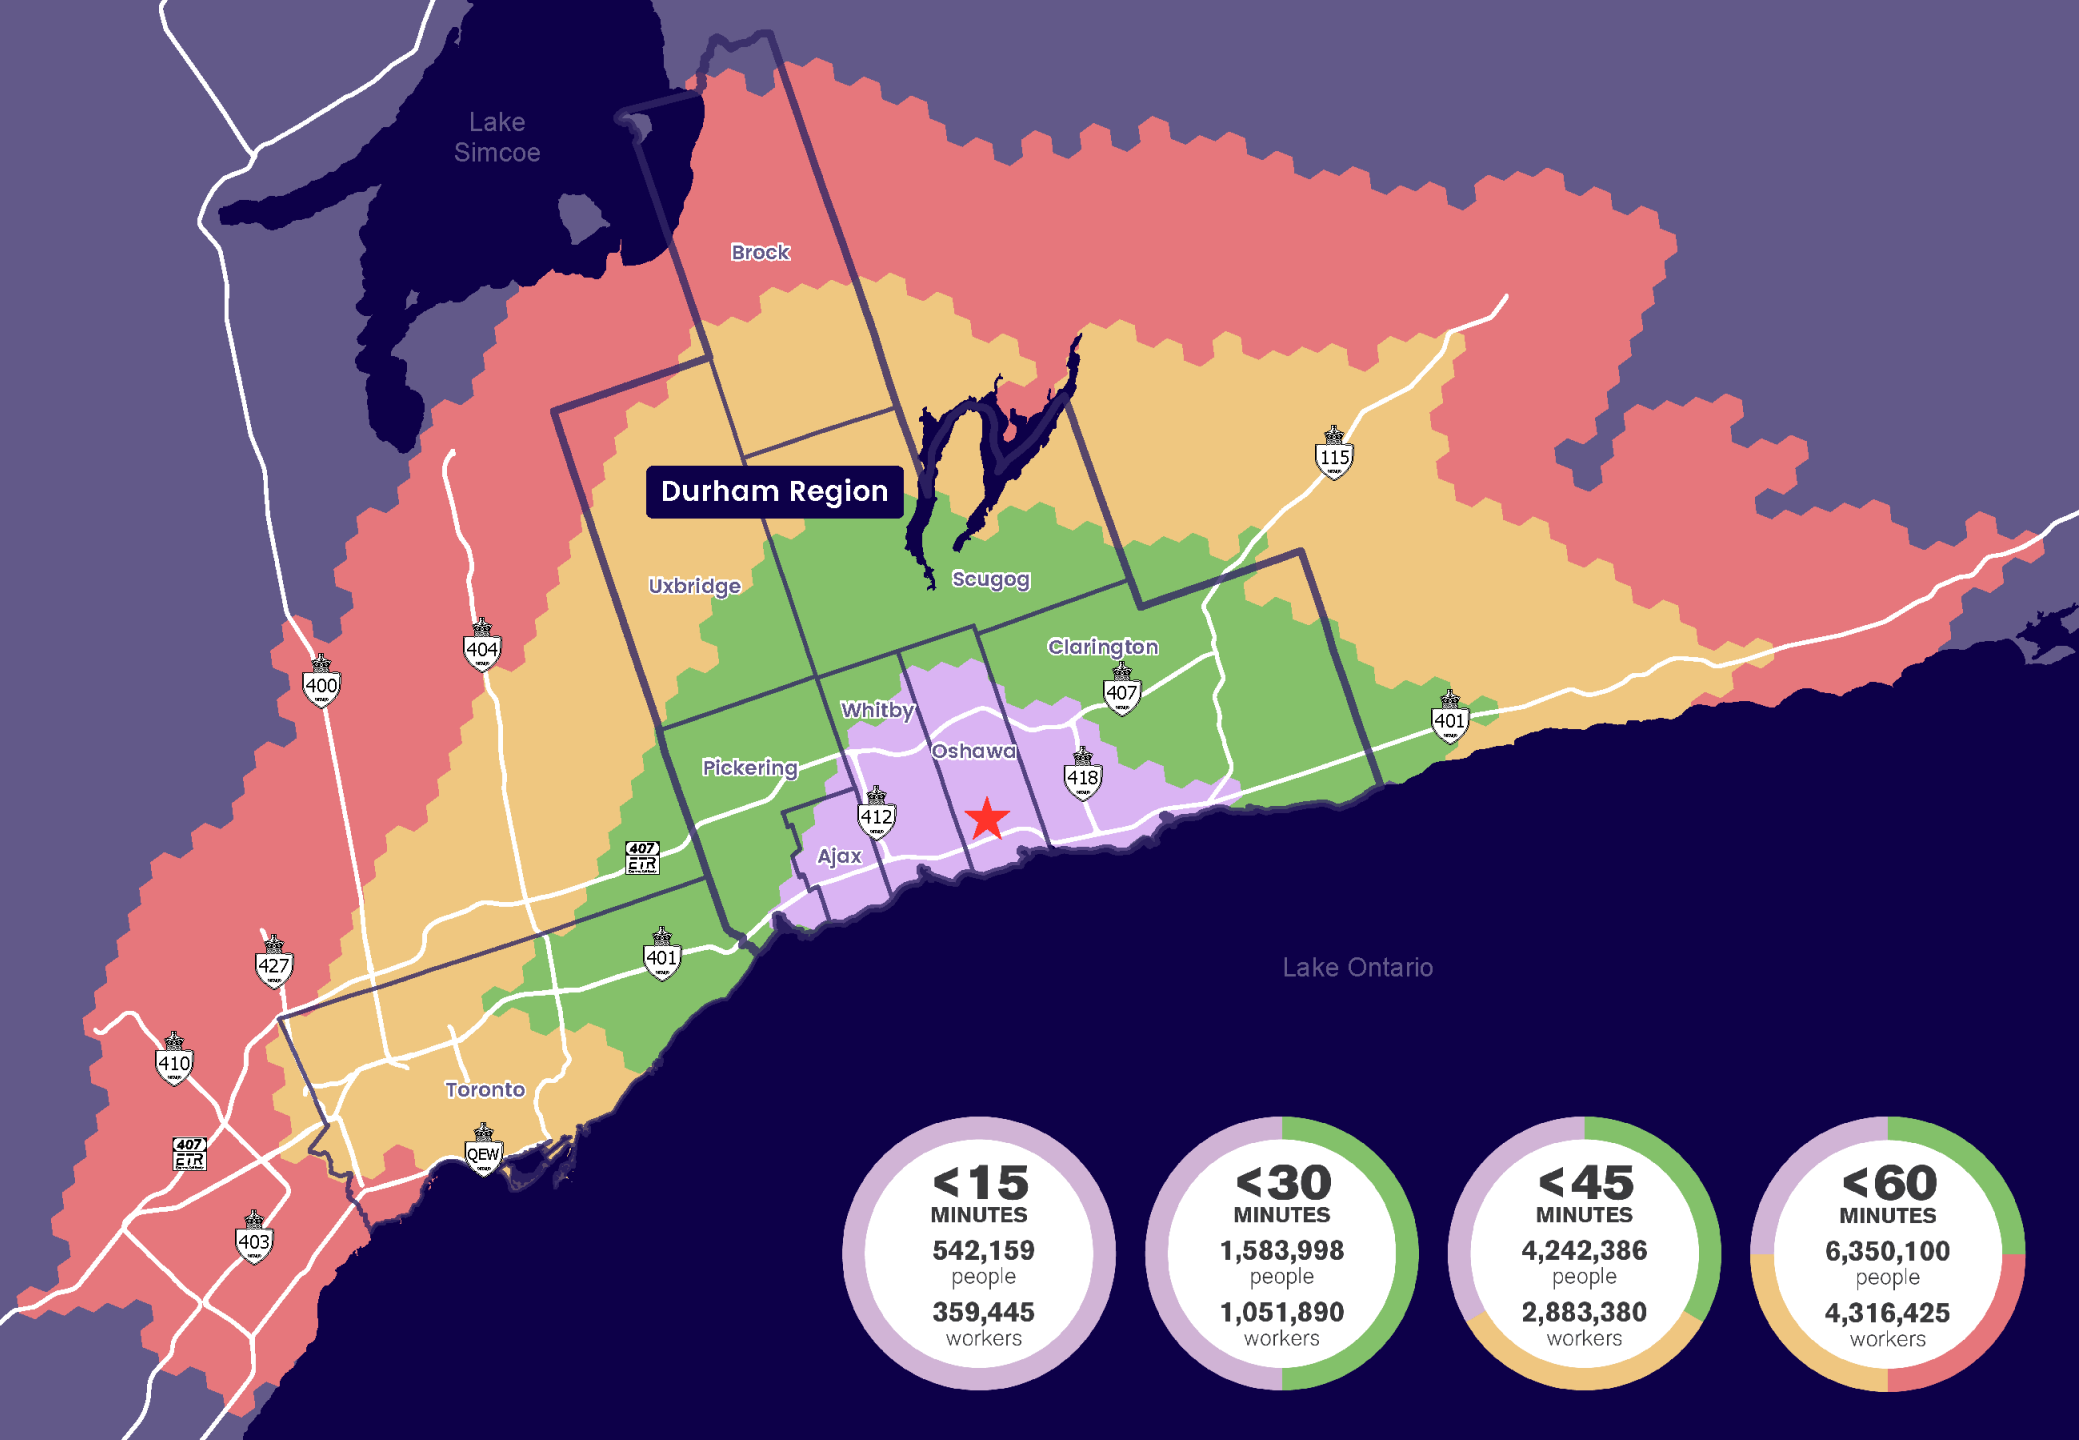 Lake
Simcoe
Brock
115
Durham Region
Scugog
Uxbridge
404
Clarington
400
407
Whitby
401
Oshawa
Pickering
418
412
407
ETR
Ajax
401
427
Lake Ontario
410
Toronto
407
ETR
QEW
403
<15
MINUTES
542,159
people
359,445
workers
<30
MINUTES
1,583,998
people
1,051,890
workers
<45
MINUTES
4,242,386
people
2,883,380
workers
<60
MINUTES
6,350,100
people
4,316,425
workers